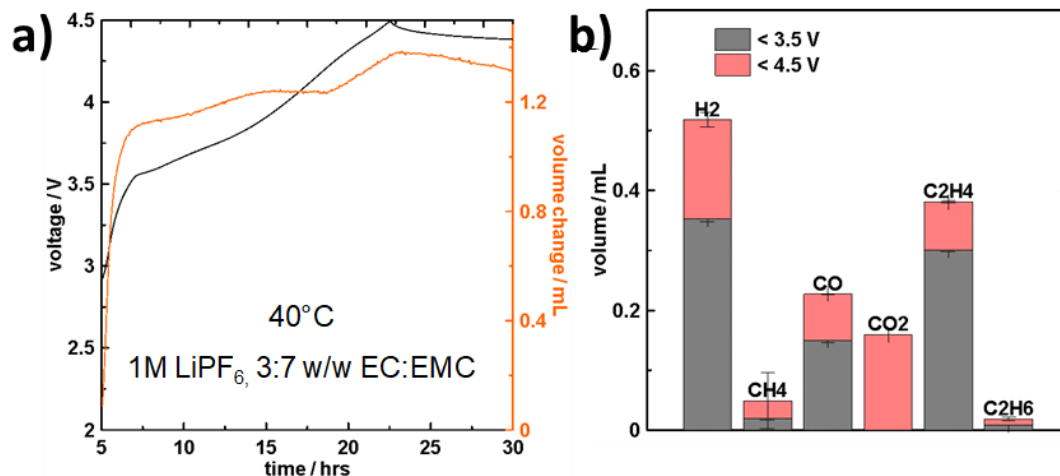 a)
voltage / V
4.5
4
3.5
3
2.5
2
5
10
15
20
25
30
time / hrs
1.2
0.8
0.4
0
volume change / mL
40°C
1M LiPF6, 3:7 w/w EC:EMC
b)
< 3.5 V
< 4.5 V
volume / mL
0.6
0.4
0.2
0
H2
CH4
CO
CO2
C2H4
C2H6